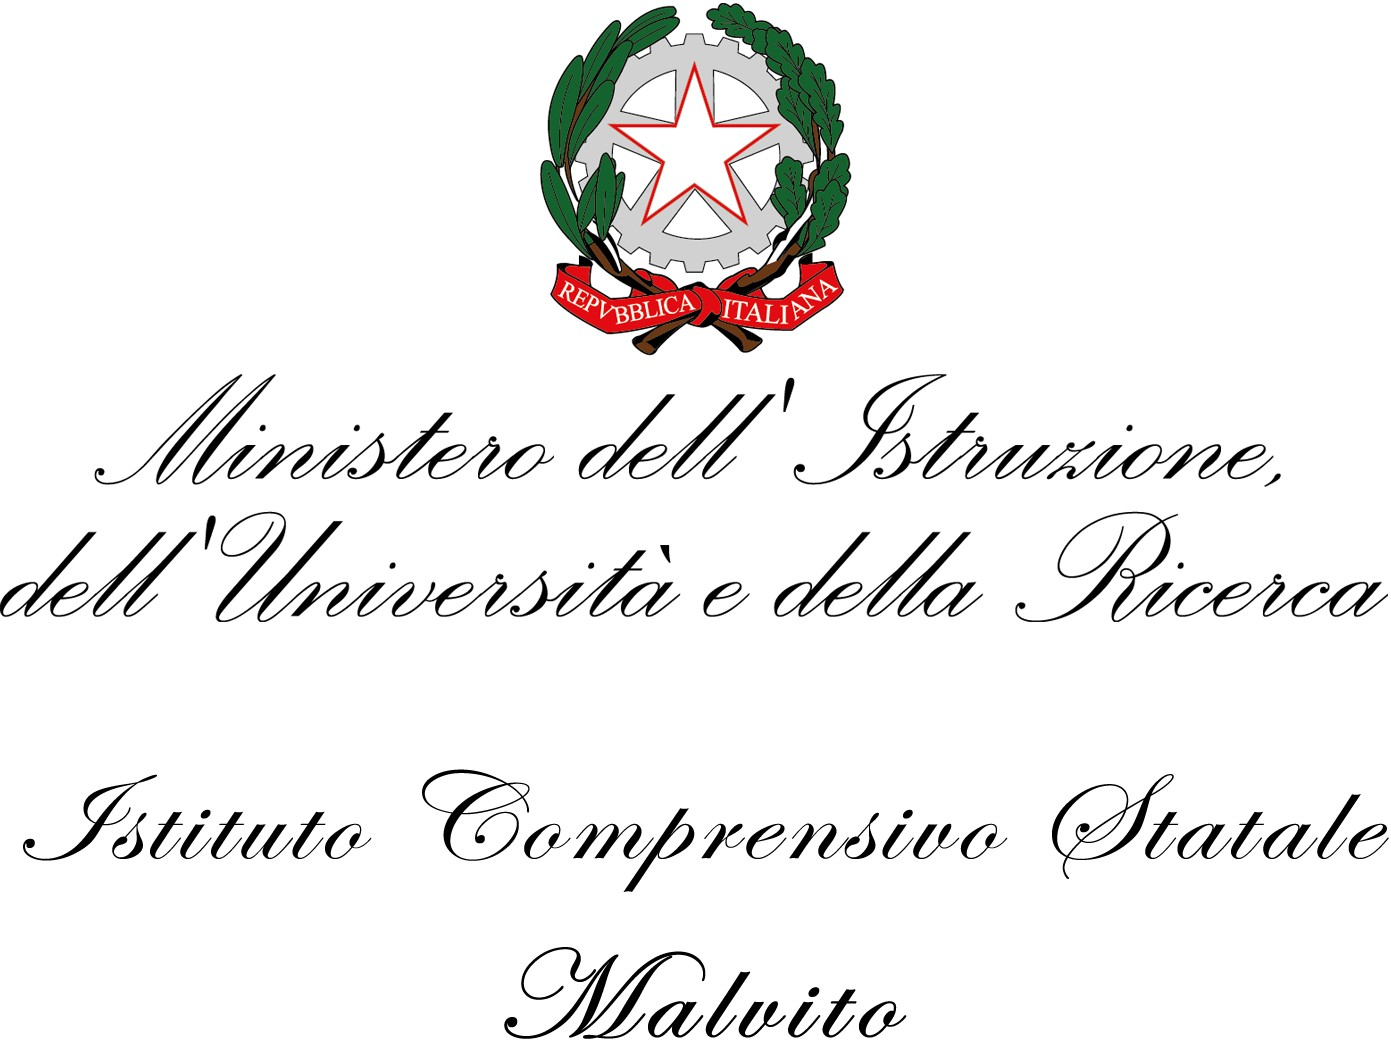 REPVBBLICA ITALIANA
Ministero dell' Istruzione,
dell'Università e della Ricerca
Istituto Comprensivo Statale
Malvito